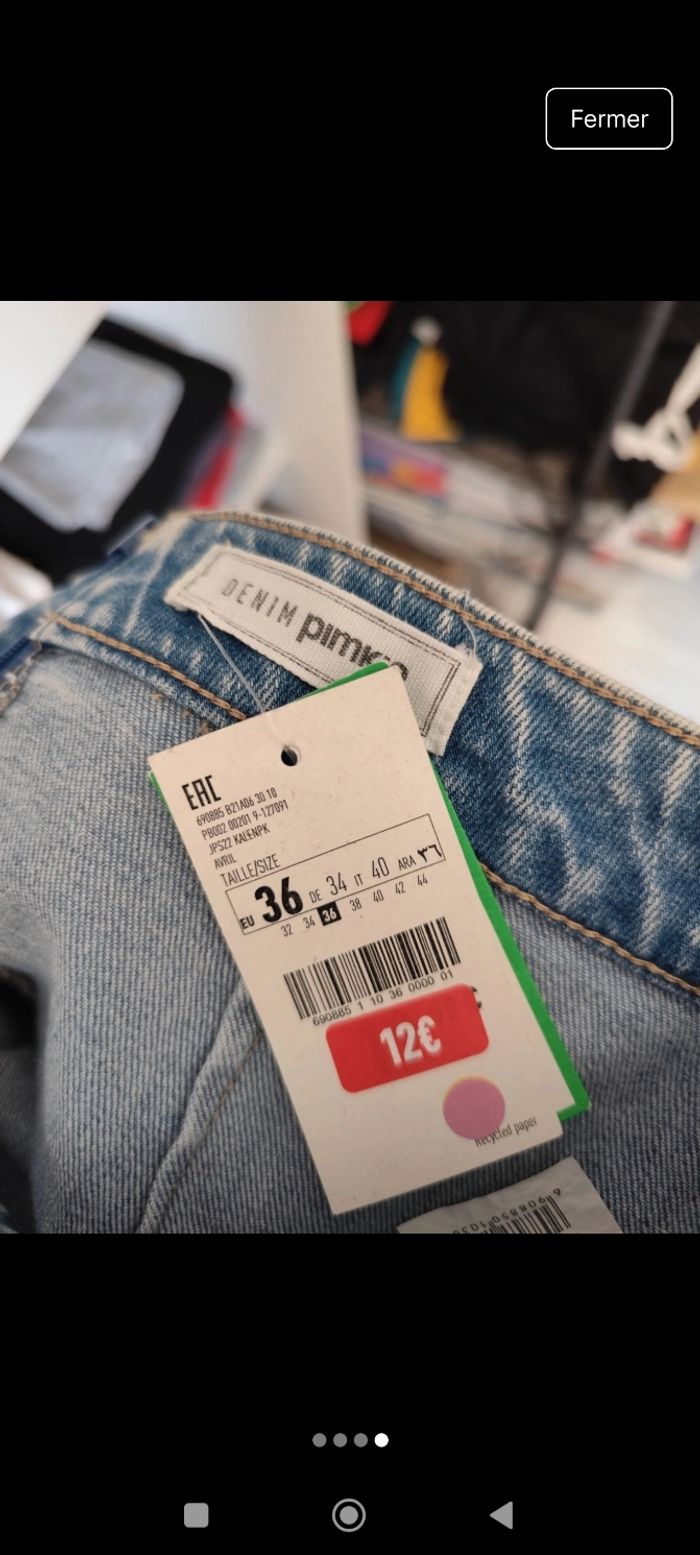 Fermer
DENIM pimkie
EAC
690885 B21A06 30 10
PB002 00201 9-127091
JPS22 KALENPK
AVRIL
TAILLE/SIZE
EU 36 DE 34 IT 40 ARA ٣٦
32 34 36 38 40 42 44
690885 1 10 36 0000 01
12€
Recycled paper